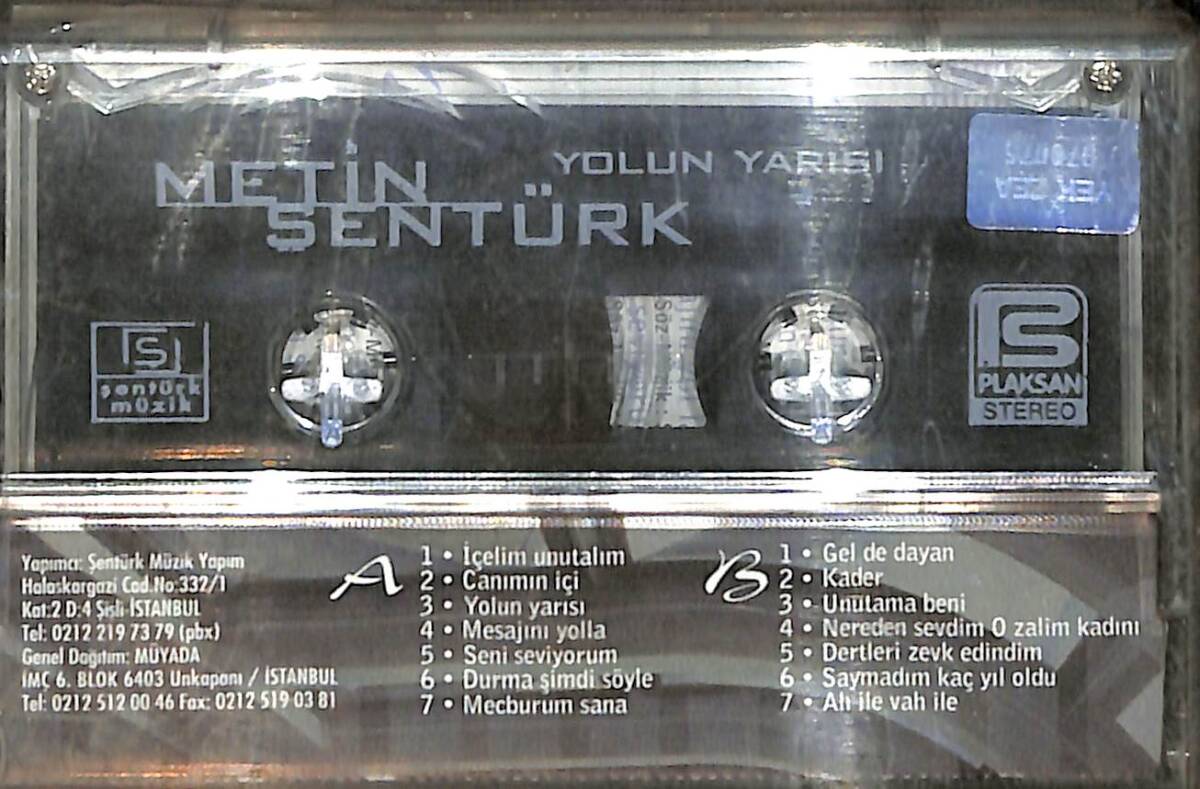 METİN
ŞENTÜRK
YOLUN YARISI
Ş
şentürk
müzik
PLAKSAN
STEREO
Yapımcı: Şentürk Müzik Yapım
Halaskargazi Cad.No:332/1
Kat:2 D:4 Şişli İSTANBUL
Tel: 0212 219 73 79 (pbx)
Genel Dağıtım: MÜYADA
İMÇ 6. BLOK 6403 Unkapanı / İSTANBUL
Tel: 0212 512 00 46 Fax: 0212 519 03 81
A
1 • İçelim unutalım
2 • Canımın içi
3 • Yolun yarısı
4 • Mesajını yolla
5 • Seni seviyorum
6 • Durma şimdi söyle
7 • Mecburum sana
B
1 • Gel de dayan
2 • Kader
3 • Unutama beni
4 • Nereden sevdim O zalim kadını
5 • Dertleri zevk edindim
6 • Saymadım kaç yıl oldu
7 • Ah ile vah ile